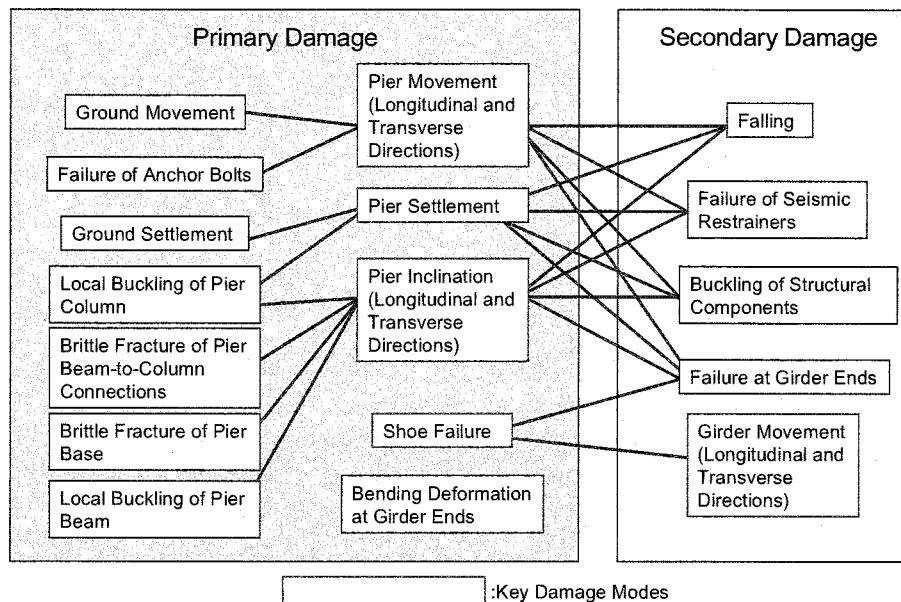 Primary Damage
Ground Movement
Failure of Anchor Bolts
Ground Settlement
Local Buckling of Pier
Column
Brittle Fracture of Pier
Beam-to-Column
Connections
Brittle Fracture of Pier
Base
Local Buckling of Pier
Beam
Pier Movement
(Longitudinal and
Transverse
Directions)
Pier Settlement
Pier Inclination
(Longitudinal and
Transverse
Directions)
Shoe Failure
Bending Deformation
at Girder Ends
Secondary Damage
Falling
Failure of Seismic
Restrainers
Buckling of Structural
Components
Failure at Girder Ends
Girder Movement
(Longitudinal and
Transverse
Directions)
:Key Damage Modes